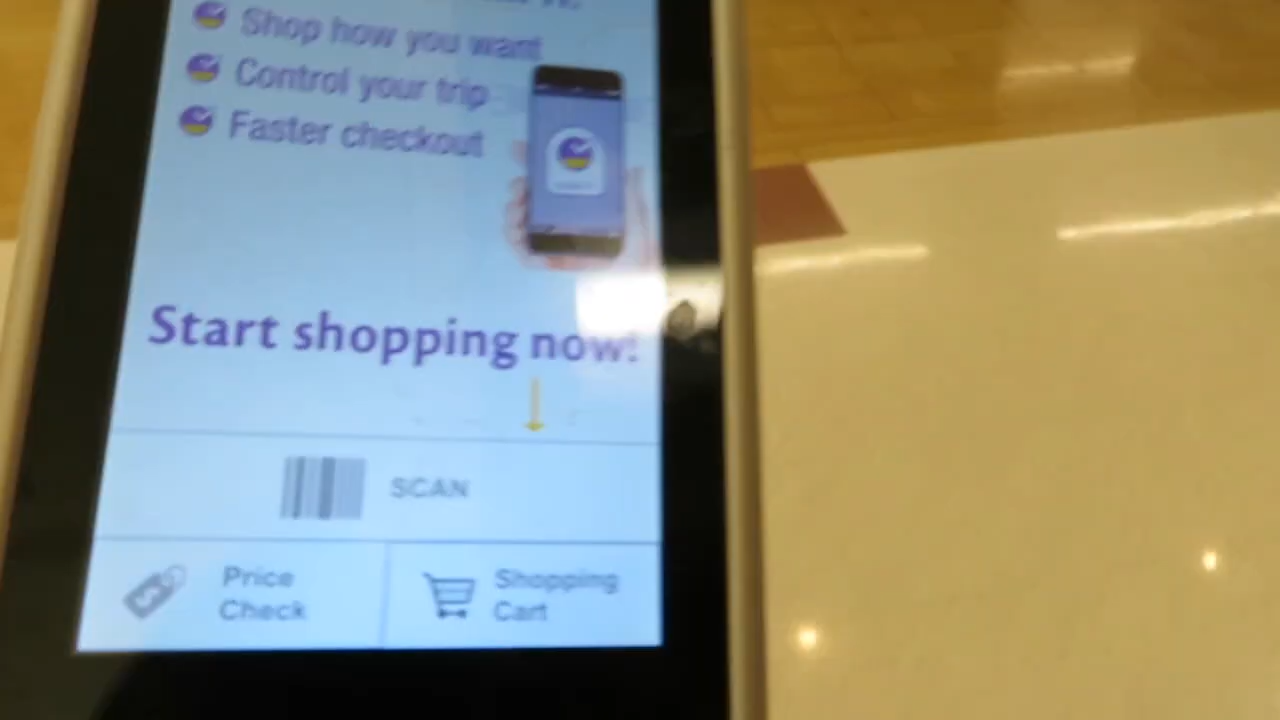 Shop how you want
Control your trip
Faster checkout
Start shopping now!
SCAN
Price
Check
Shopping
Cart